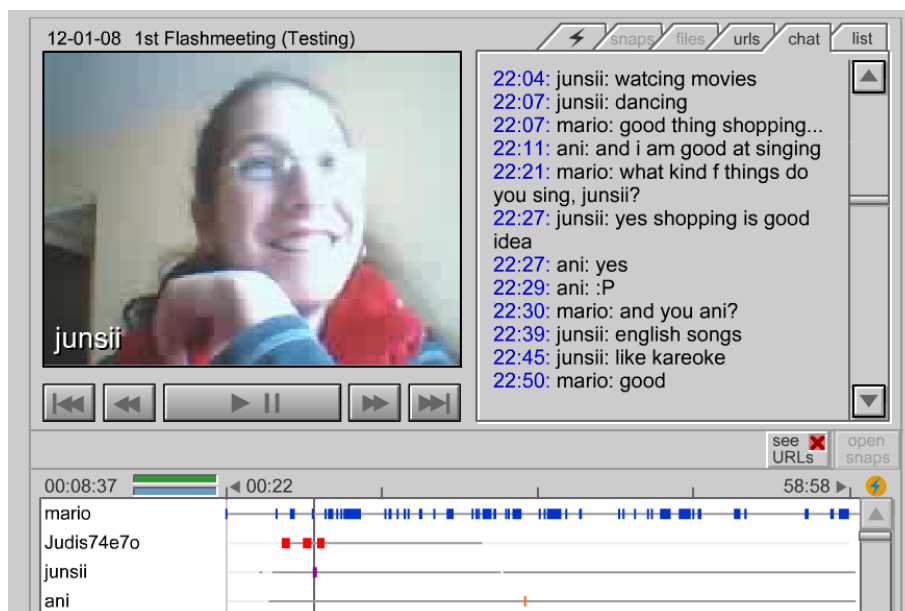 12-01-08 1st Flashmeeting (Testing)
snaps files urls chat list
junsii
22:04: junsii: watcing movies
22:07: junsii: dancing
22:07: mario: good thing shopping...
22:11: ani: and i am good at singing
22:21: mario: what kind f things do
you sing, junsii?
22:27: junsii: yes shopping is good
idea
22:27: ani: yes
22:29: ani: :P
22:30: mario: and you ani?
22:39: junsii: english songs
22:45: junsii: like kareoke
22:50: mario: good
see
URLs
open
snaps
00:08:37 00:22 58:58
mario
Judis74e7o
junsii
ani